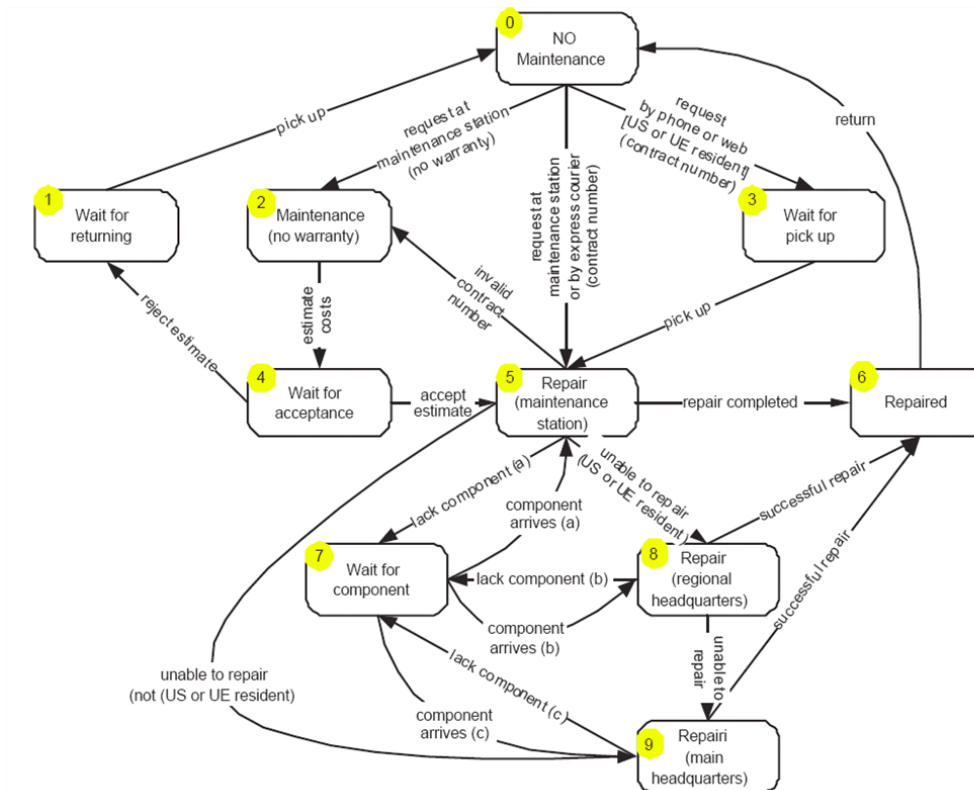 0
NO
Maintenance
pick up
request at
maintenance station
(no warranty)
request at
maintenance station
or by express courier
(contract number)
request
by phone or web
[US or UE resident]
(contract number)
return
1
Wait for
returning
2
Maintenance
(no warranty)
3
Wait for
pick up
reject estimate
estimate
costs
invalid
contract
number
pick up
4
Wait for
acceptance
accept
estimate
5
Repair
(maintenance
station)
repair completed
6
Repaired
lack component (a)
component
arrives (a)
unable to repair
(US or UE resident)
successful repair
7
Wait for
component
lack component (b)
component
arrives (b)
8
Repair
(regional
headquarters)
successful repair
unable to repair
(not (US or UE resident)
component
arrives (c)
lack component (c)
unable to
repair
9
Repairi
(main
headquarters)